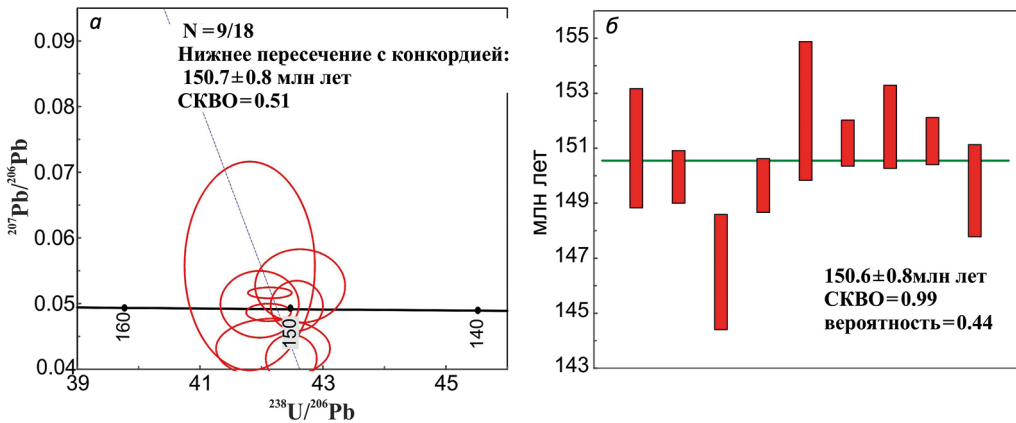 а
N =9/18
Нижнее пересечение с конкордией:
150.7±0.8 млн лет
СКВО=0.51
0.09
0.08
0.07
0.06
0.05
0.04
²⁰⁷Pb/²⁰⁶Pb
160
150
140
39
41
43
45
²³⁸U/²⁰⁶Pb
б
155
153
151
149
147
145
143
млн лет
150.6±0.8млн лет
СКВО=0.99
вероятность=0.44